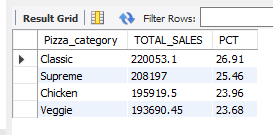 Result Grid Filter Rows:
Pizza_category TOTAL_SALES PCT
Classic 220053.1 26.91
Supreme 208197 25.46
Chicken 195919.5 23.96
Veggie 193690.45 23.68